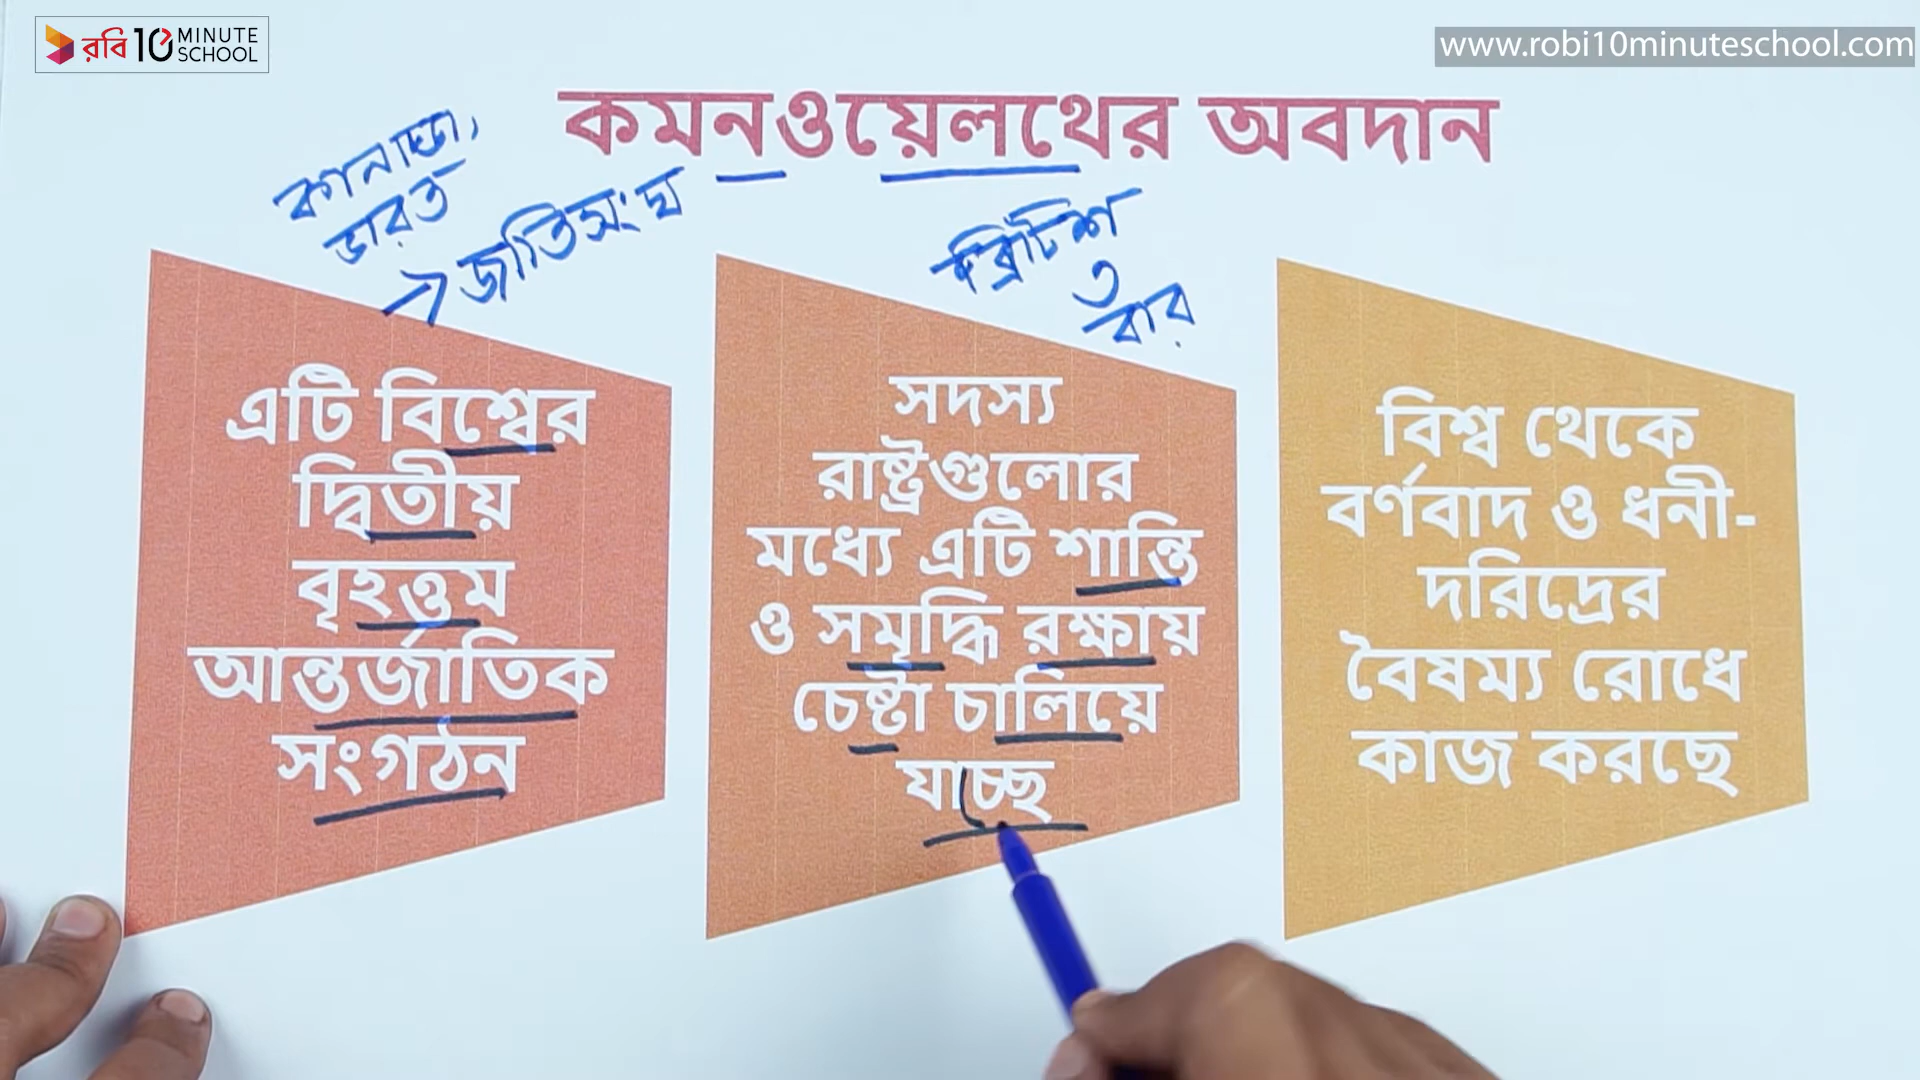 রবি 10 MINUTE SCHOOL
www.robi10minuteschool.com
কমনওয়েলথের অবদান
কানাডা,
ভারত
→ জাতিসংঘ
ব্রিটিশ
৩
বার
এটি বিশ্বের
দ্বিতীয়
বৃহত্তম
আন্তর্জাতিক
সংগঠন
সদস্য
রাষ্ট্রগুলোর
মধ্যে এটি শান্তি
ও সমৃদ্ধি রক্ষায়
চেষ্টা চালিয়ে
যাচ্ছে
বিশ্ব থেকে
বর্ণবাদ ও ধনী-
দরিদ্রের
বৈষম্য রোধে
কাজ করছে